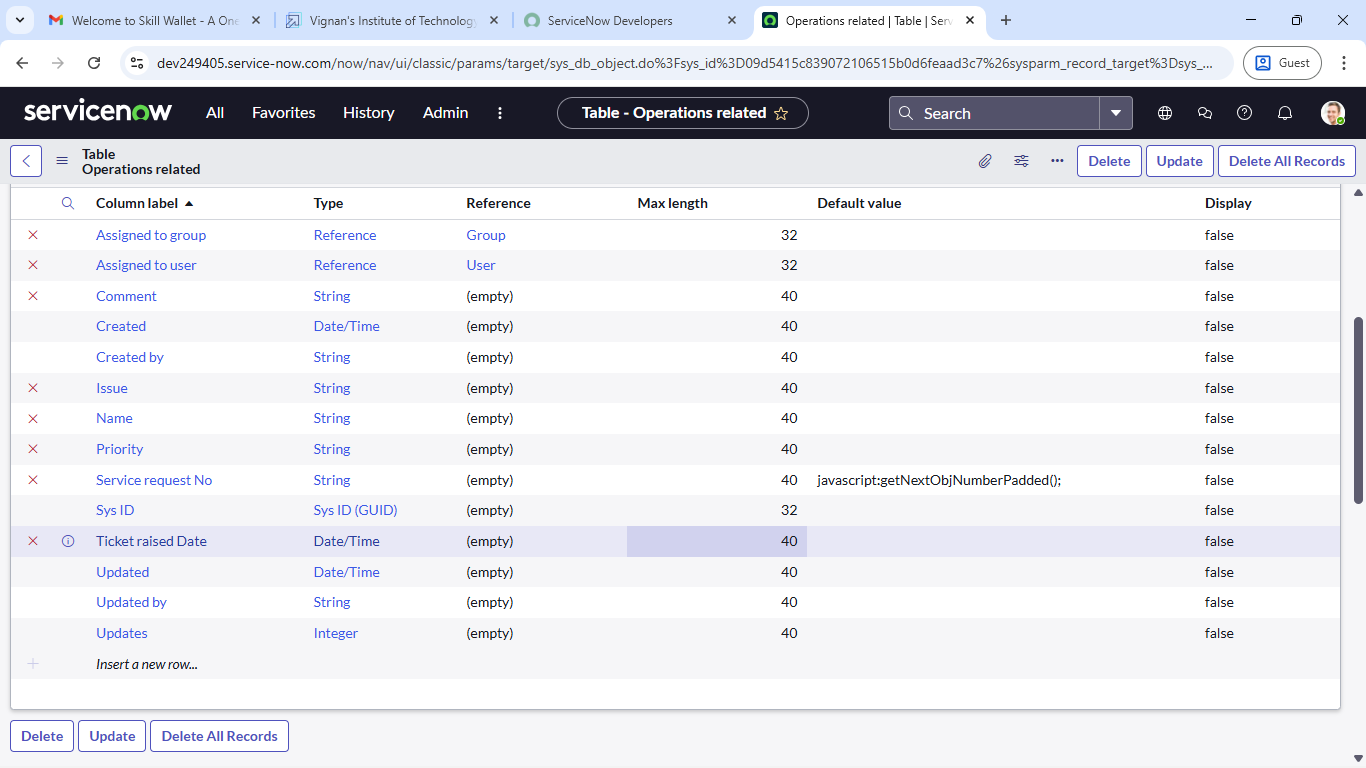 Welcome to Skill Wallet - A One
Vignan's Institute of Technology
ServiceNow Developers
Operations related | Table | Serv
dev249405.service-now.com/now/nav/ui/classic/params/target/sys_db_object.do%3Fsys_id%3D09d5415c839072106515b0d6feaad3c7%26sysparm_record_target%3Dsys_...
Guest
servicenow
All
Favorites
History
Admin
Table - Operations related
Search
Table
Operations related
Delete
Update
Delete All Records
Column label Type Reference Max length Default value Display
Assigned to group Reference Group 32 false
Assigned to user Reference User 32 false
Comment String (empty) 40 false
Created Date/Time (empty) 40 false
Created by String (empty) 40 false
Issue String (empty) 40 false
Name String (empty) 40 false
Priority String (empty) 40 false
Service request No String (empty) 40 javascript:getNextObjNumberPadded(); false
Sys ID Sys ID (GUID) (empty) 32 false
Ticket raised Date Date/Time (empty) 40 false
Updated Date/Time (empty) 40 false
Updated by String (empty) 40 false
Updates Integer (empty) 40 false
Insert a new row...
Delete
Update
Delete All Records